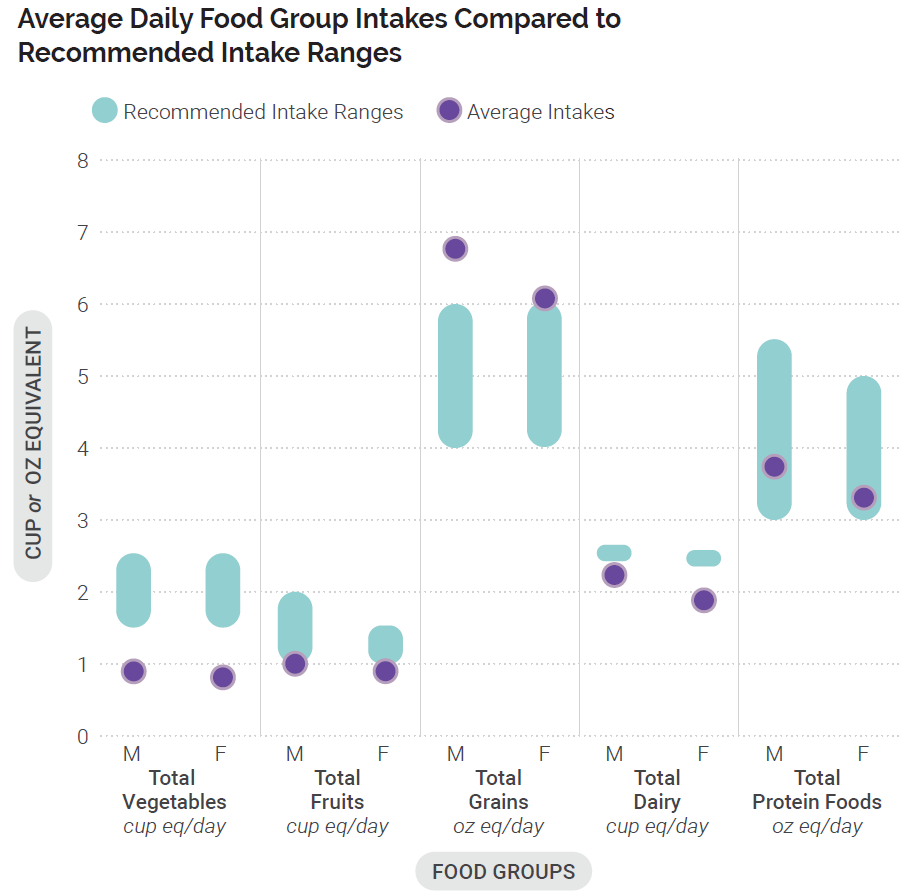 Average Daily Food Group Intakes Compared to
Recommended Intake Ranges
Recommended Intake Ranges
Average Intakes
8
7
6
5
4
3
2
1
0
CUP or OZ EQUIVALENT
M F M F M F M F M F
Total Total Total Total Total
Vegetables Fruits Grains Dairy Protein Foods
cup eq/day cup eq/day oz eq/day cup eq/day oz eq/day
FOOD GROUPS